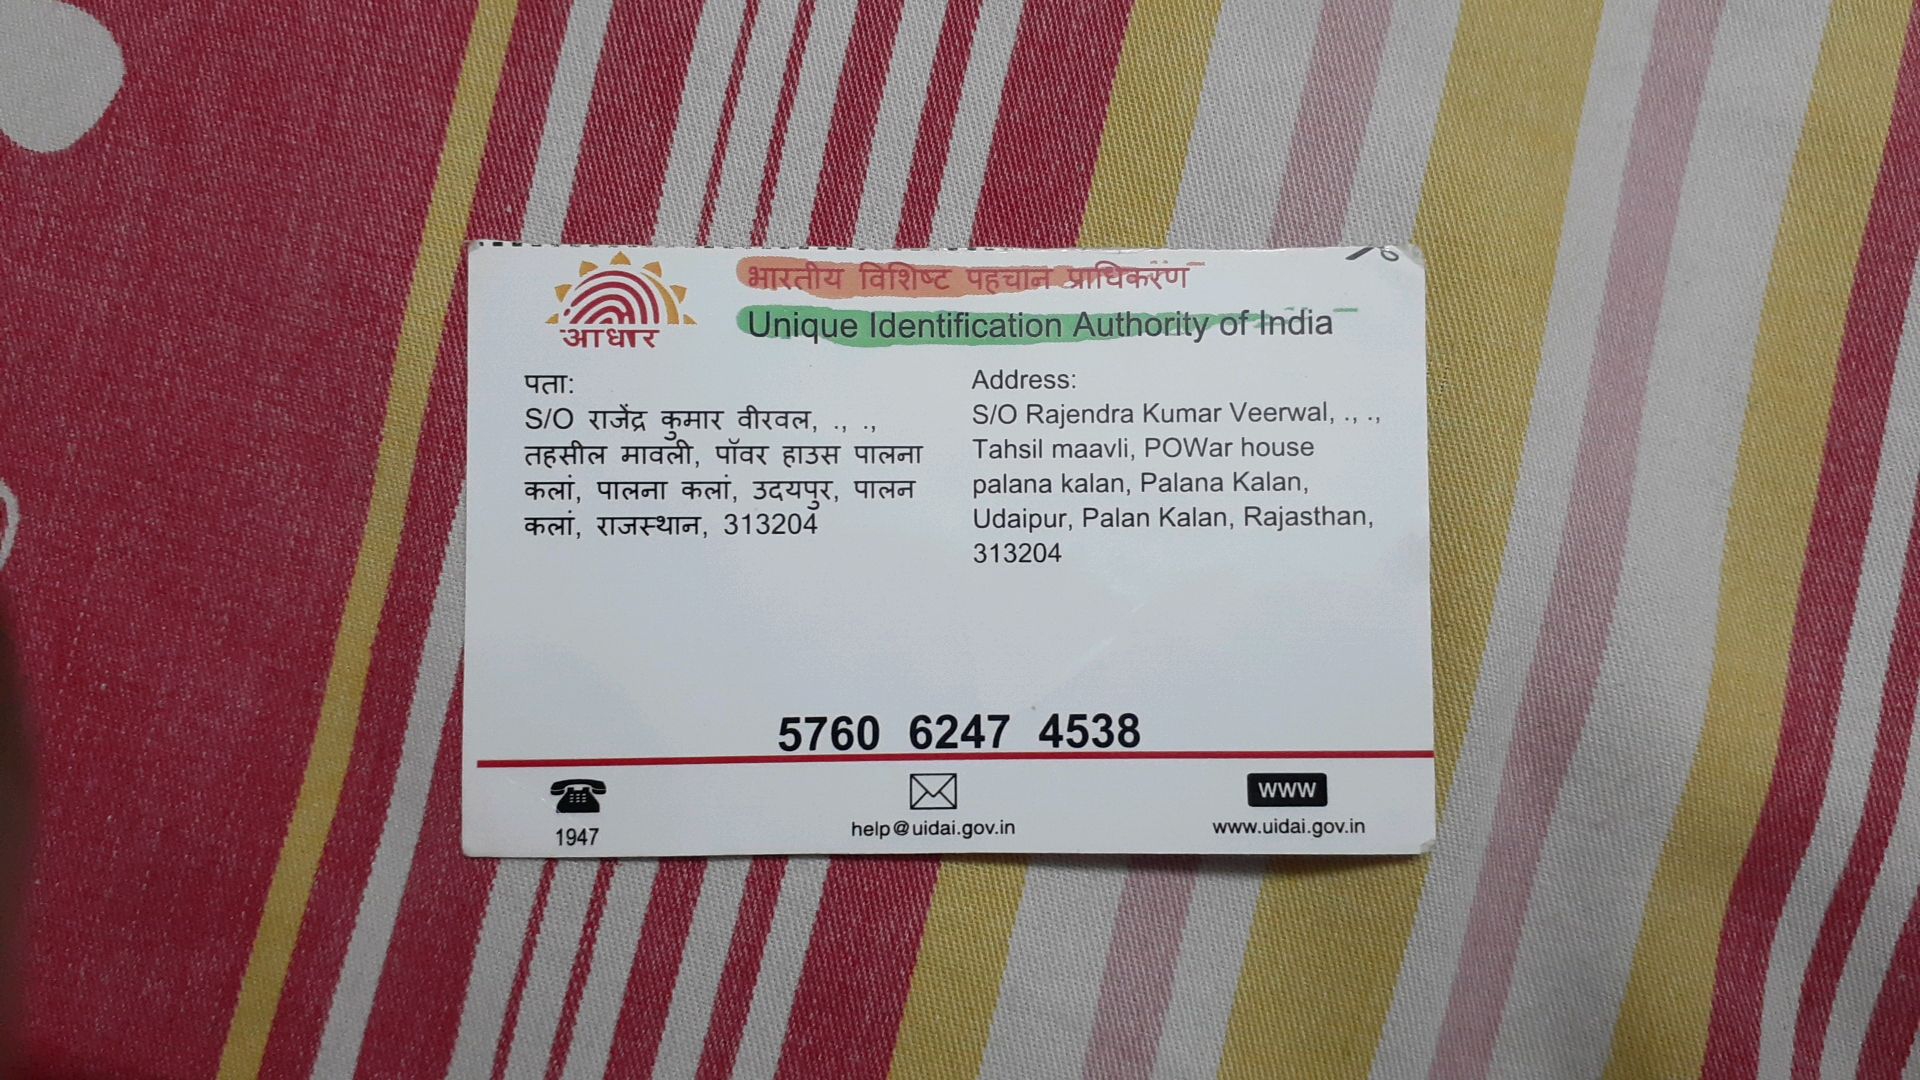 भारतीय विशिष्ट पहचान प्राधिकरण
Unique Identification Authority of India
आधार
पता:
S/O राजेंद्र कुमार वीरवल, ., .,
तहसील मावली, पॉवर हाउस पालना
कलां, पालना कलां, उदयपुर, पालन
कलां, राजस्थान, 313204
Address:
S/O Rajendra Kumar Veerwal, ., .,
Tahsil maavli, POWar house
palana kalan, Palana Kalan,
Udaipur, Palan Kalan, Rajasthan,
313204
5760 6247 4538
1947
help@uidai.gov.in
www
www.uidai.gov.in